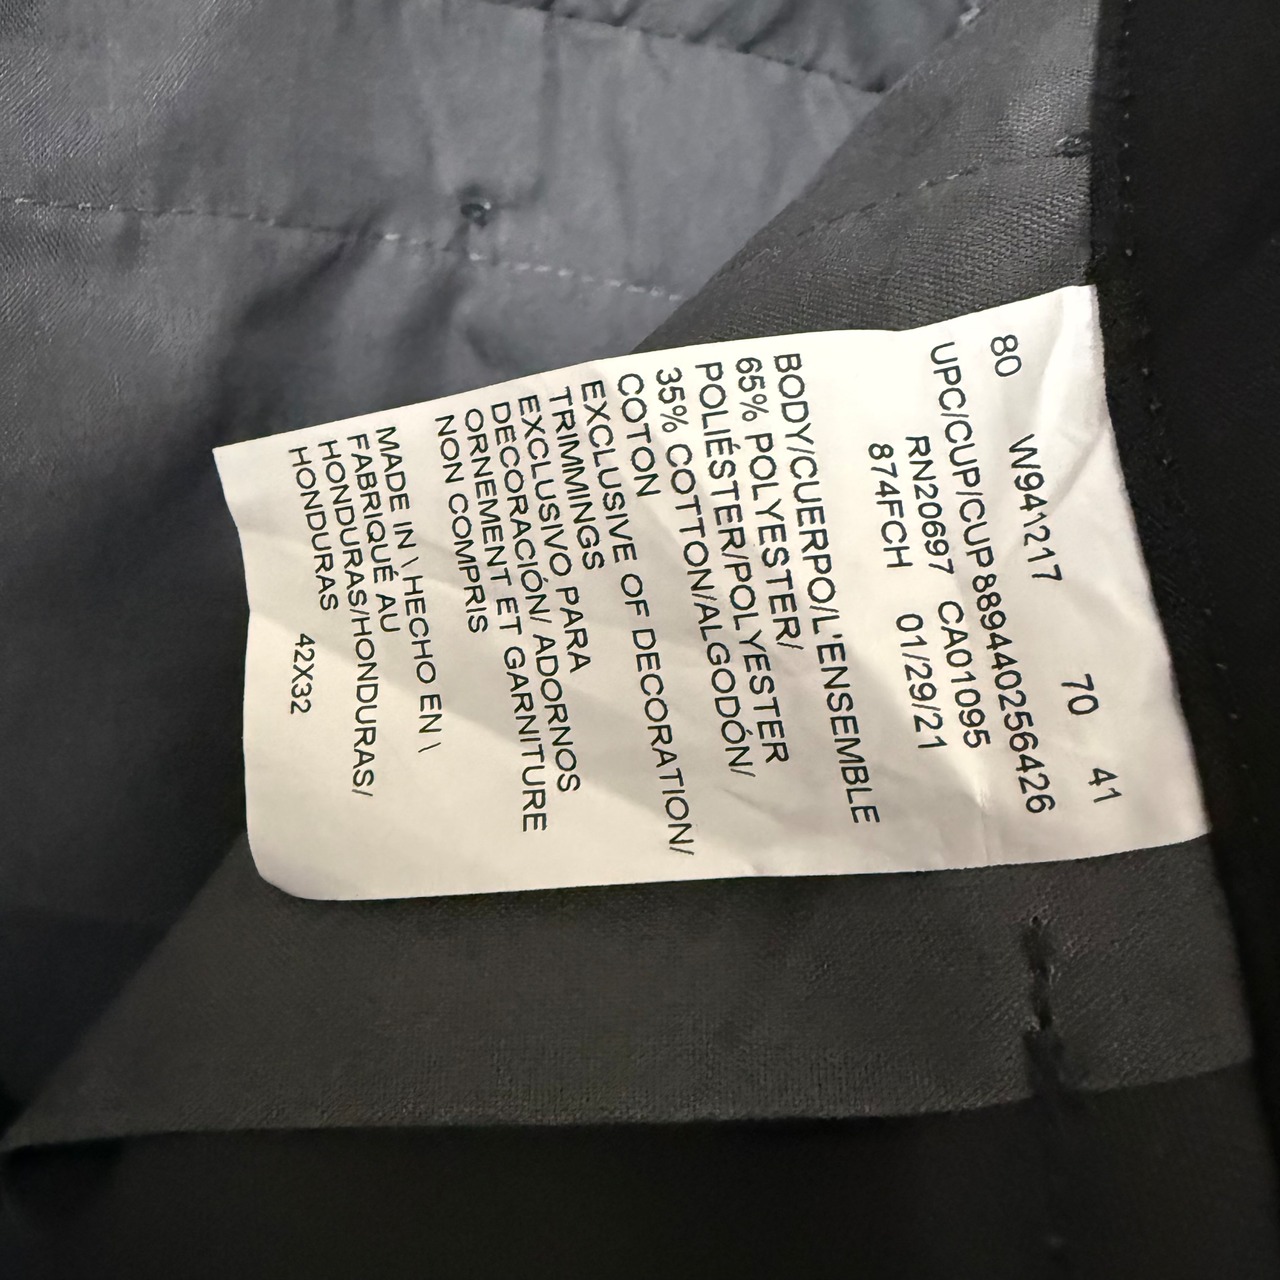 80 W941217 70 41
UPC/CUP/CUP 889440256426
RN20697 CA01095
874FCH 01/29/21
BODY/CUERPO/L'ENSEMBLE
65% POLYESTER/
POLIÉSTER/POLYESTER
35% COTTON/ALGODÓN/
COTON
EXCLUSIVE OF DECORATION/
TRIMMINGS
EXCLUSIVO PARA
DECORACIÓN/ ADORNOS
ORNEMENT ET GARNITURE
NON COMPRIS
MADE IN \ HECHO EN \
FABRIQUÉ AU
HONDURAS/HONDURAS/
HONDURAS 42X32